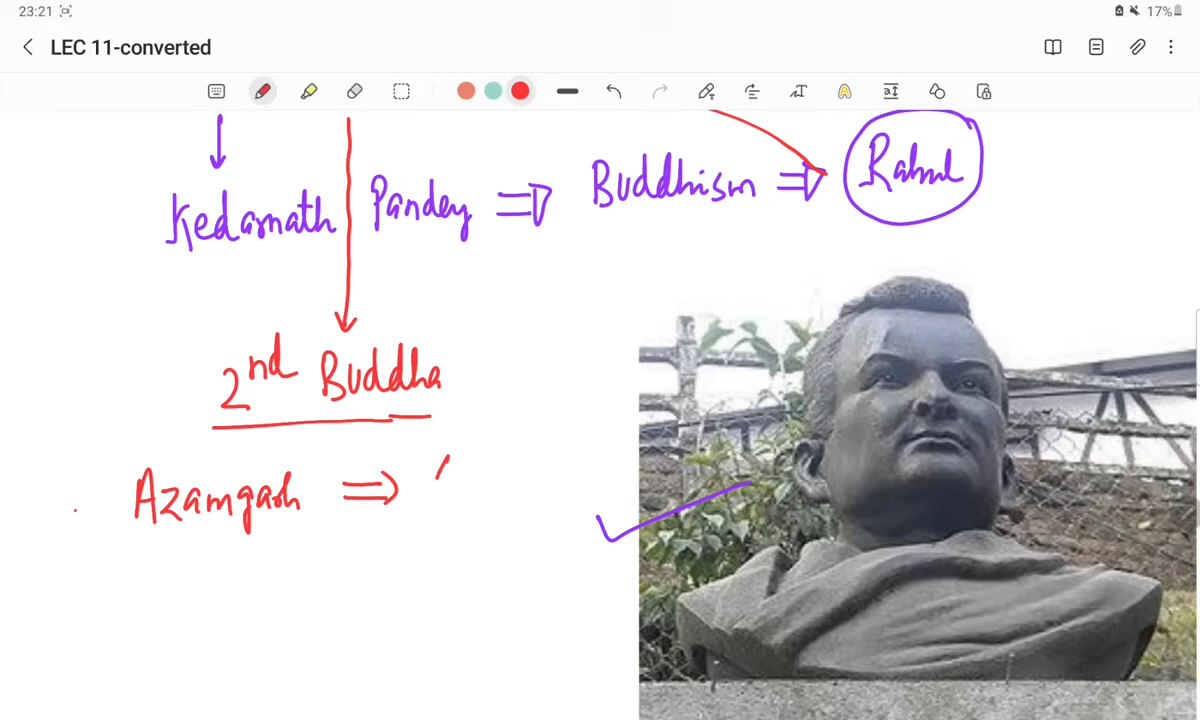 23:21 17%
LEC 11-converted
Kedarnath Pandey ⇒ Buddhism ⇒ Rahul
2nd Buddha
Azamgarh ⇒